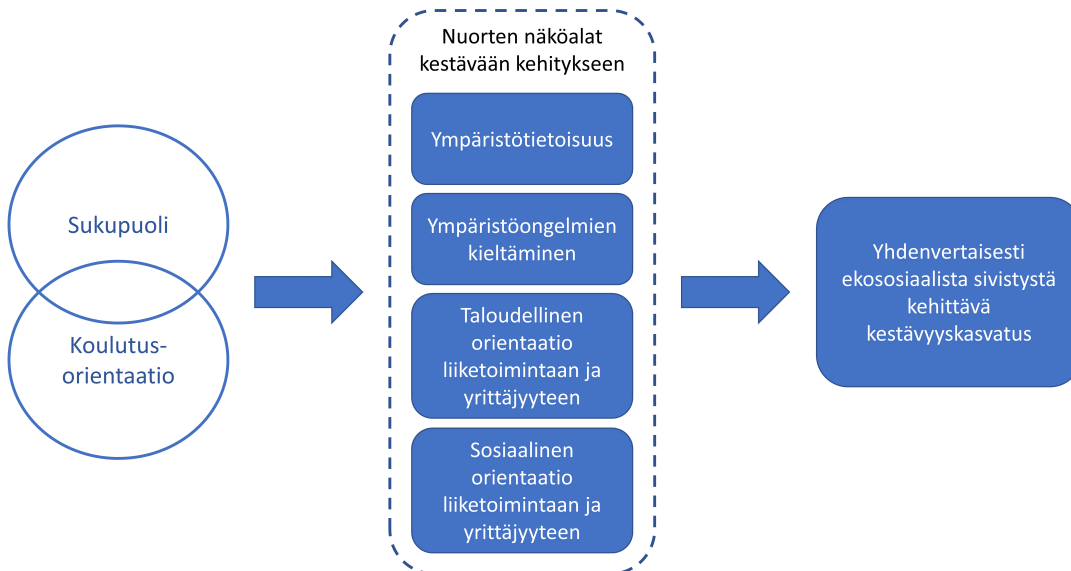 Sukupuoli
Koulutus-
orientaatio
Nuorten näköalat
kestävään kehitykseen
Ympäristötietoisuus
Ympäristöongelmien
kieltäminen
Taloudellinen
orientaatio
liiketoimintaan ja
yrittäjyyteen
Sosiaalinen
orientaatio
liiketoimintaan ja
yrittäjyyteen
Yhdenvertaisesti
ekososiaalista sivistystä
kehittävä
kestävyyskasvatus